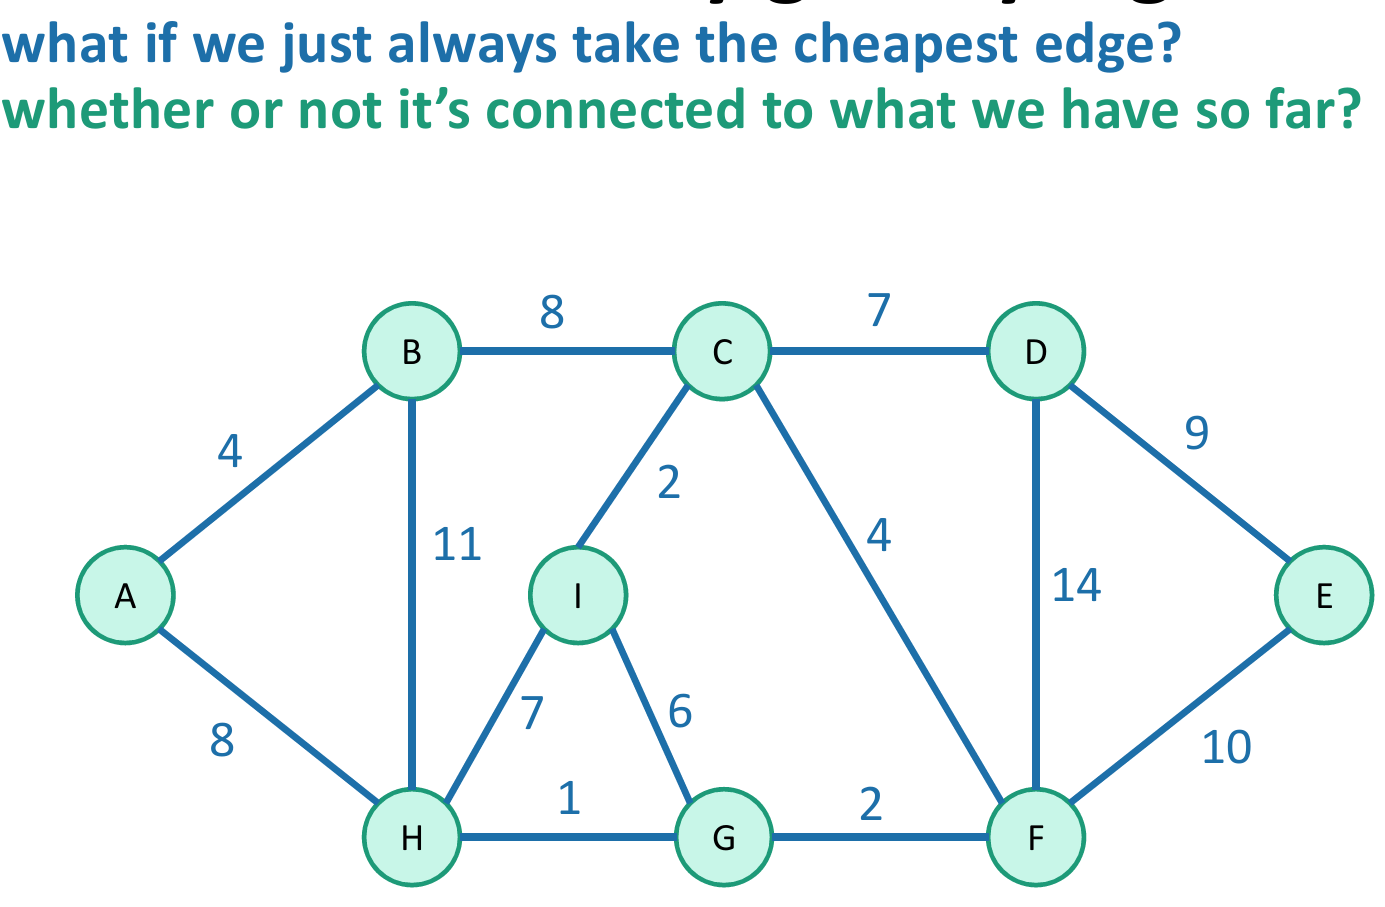 what if we just always take the cheapest edge?
whether or not it’s connected to what we have so far?
8
7
B
C
D
4
9
2
11
4
14
A
I
E
7
6
8
10
1
2
H
G
F